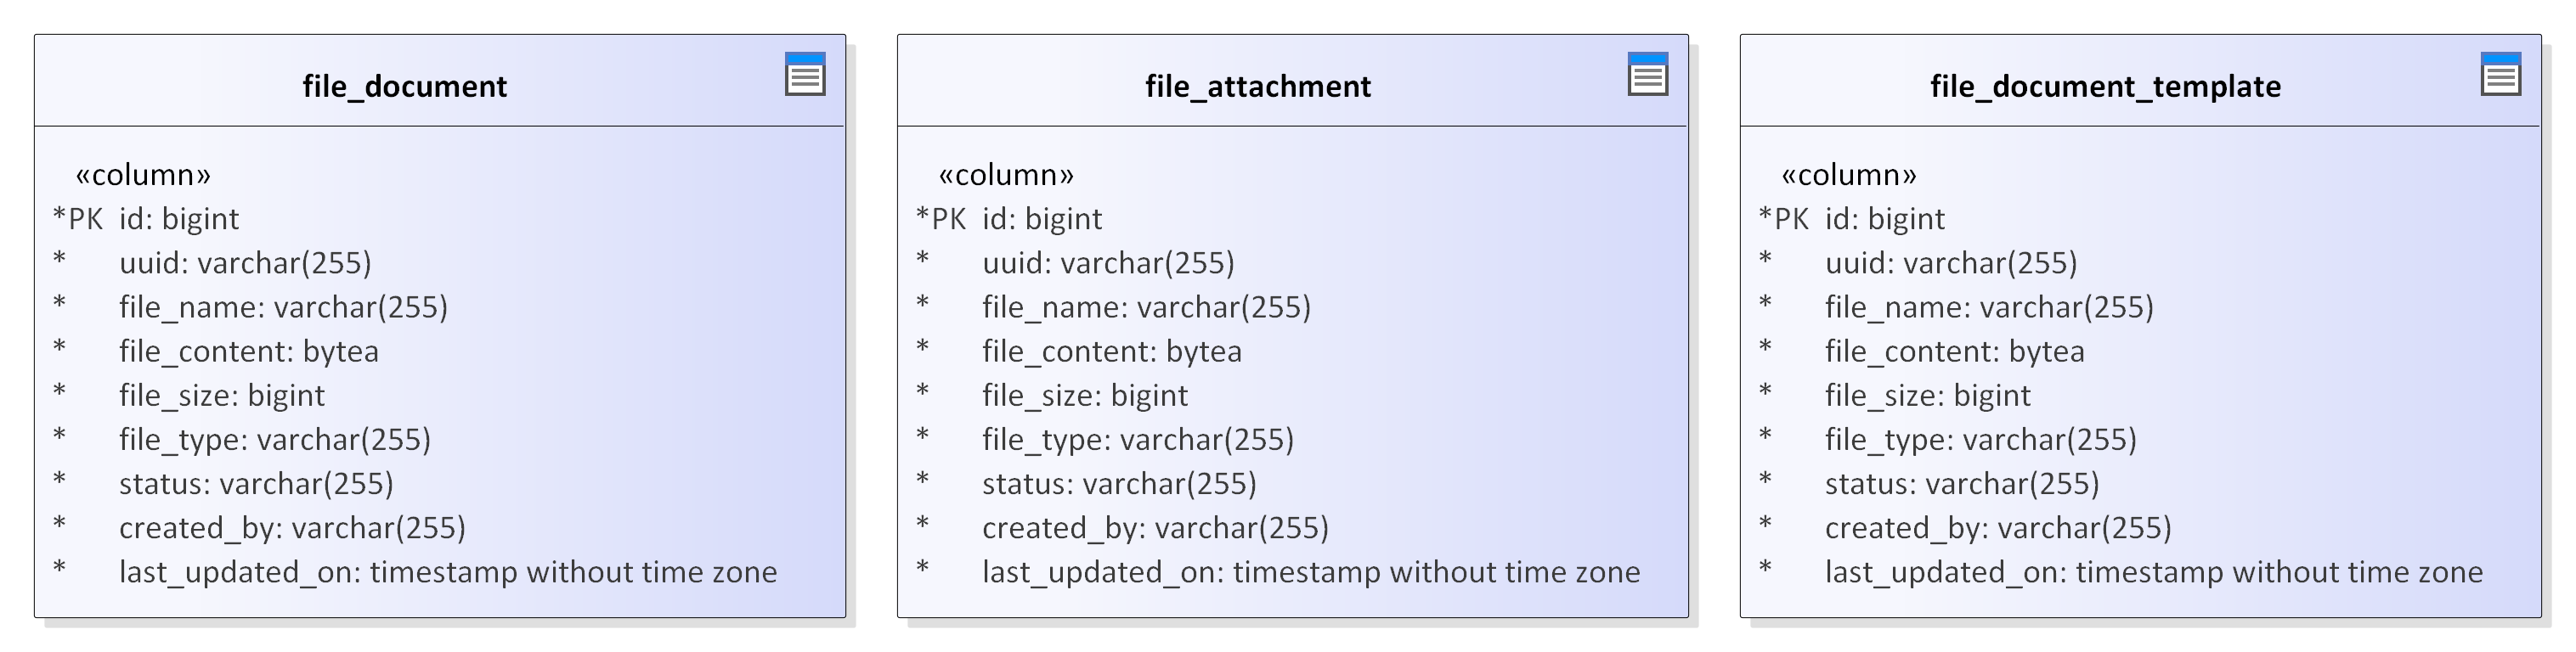 file_document
«column»
*PK id: bigint
* uuid: varchar(255)
* file_name: varchar(255)
* file_content: bytea
* file_size: bigint
* file_type: varchar(255)
* status: varchar(255)
* created_by: varchar(255)
* last_updated_on: timestamp without time zone
file_attachment
«column»
*PK id: bigint
* uuid: varchar(255)
* file_name: varchar(255)
* file_content: bytea
* file_size: bigint
* file_type: varchar(255)
* status: varchar(255)
* created_by: varchar(255)
* last_updated_on: timestamp without time zone
file_document_template
«column»
*PK id: bigint
* uuid: varchar(255)
* file_name: varchar(255)
* file_content: bytea
* file_size: bigint
* file_type: varchar(255)
* status: varchar(255)
* created_by: varchar(255)
* last_updated_on: timestamp without time zone